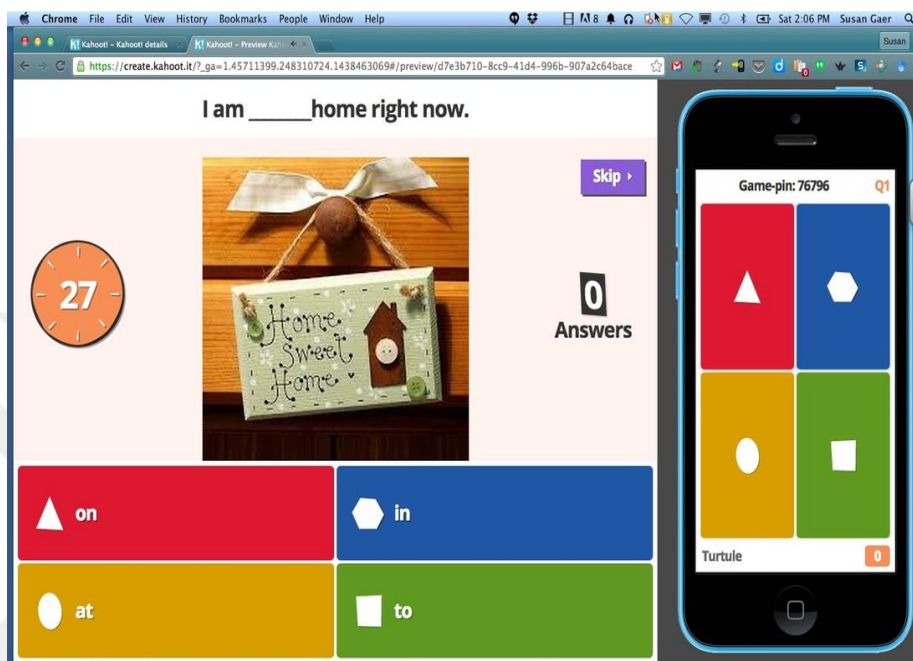 Chrome File Edit View History Bookmarks People Window Help
8
Sat 2:06 PM Susan Gaer
Kahoot! - Kahoot! details
Kahoot! - Preview Kah
Susan
https://create.kahoot.it/?_ga=1.45711399.248310724.1438463069#/preview/d7e3b710-8cc9-41d4-996b-907a2c64bace
I am ______home right now.
Skip
27
Home
Sweet
Home
0
Answers
on
in
at
to
Game-pin: 76796
Q1
Turtule
0